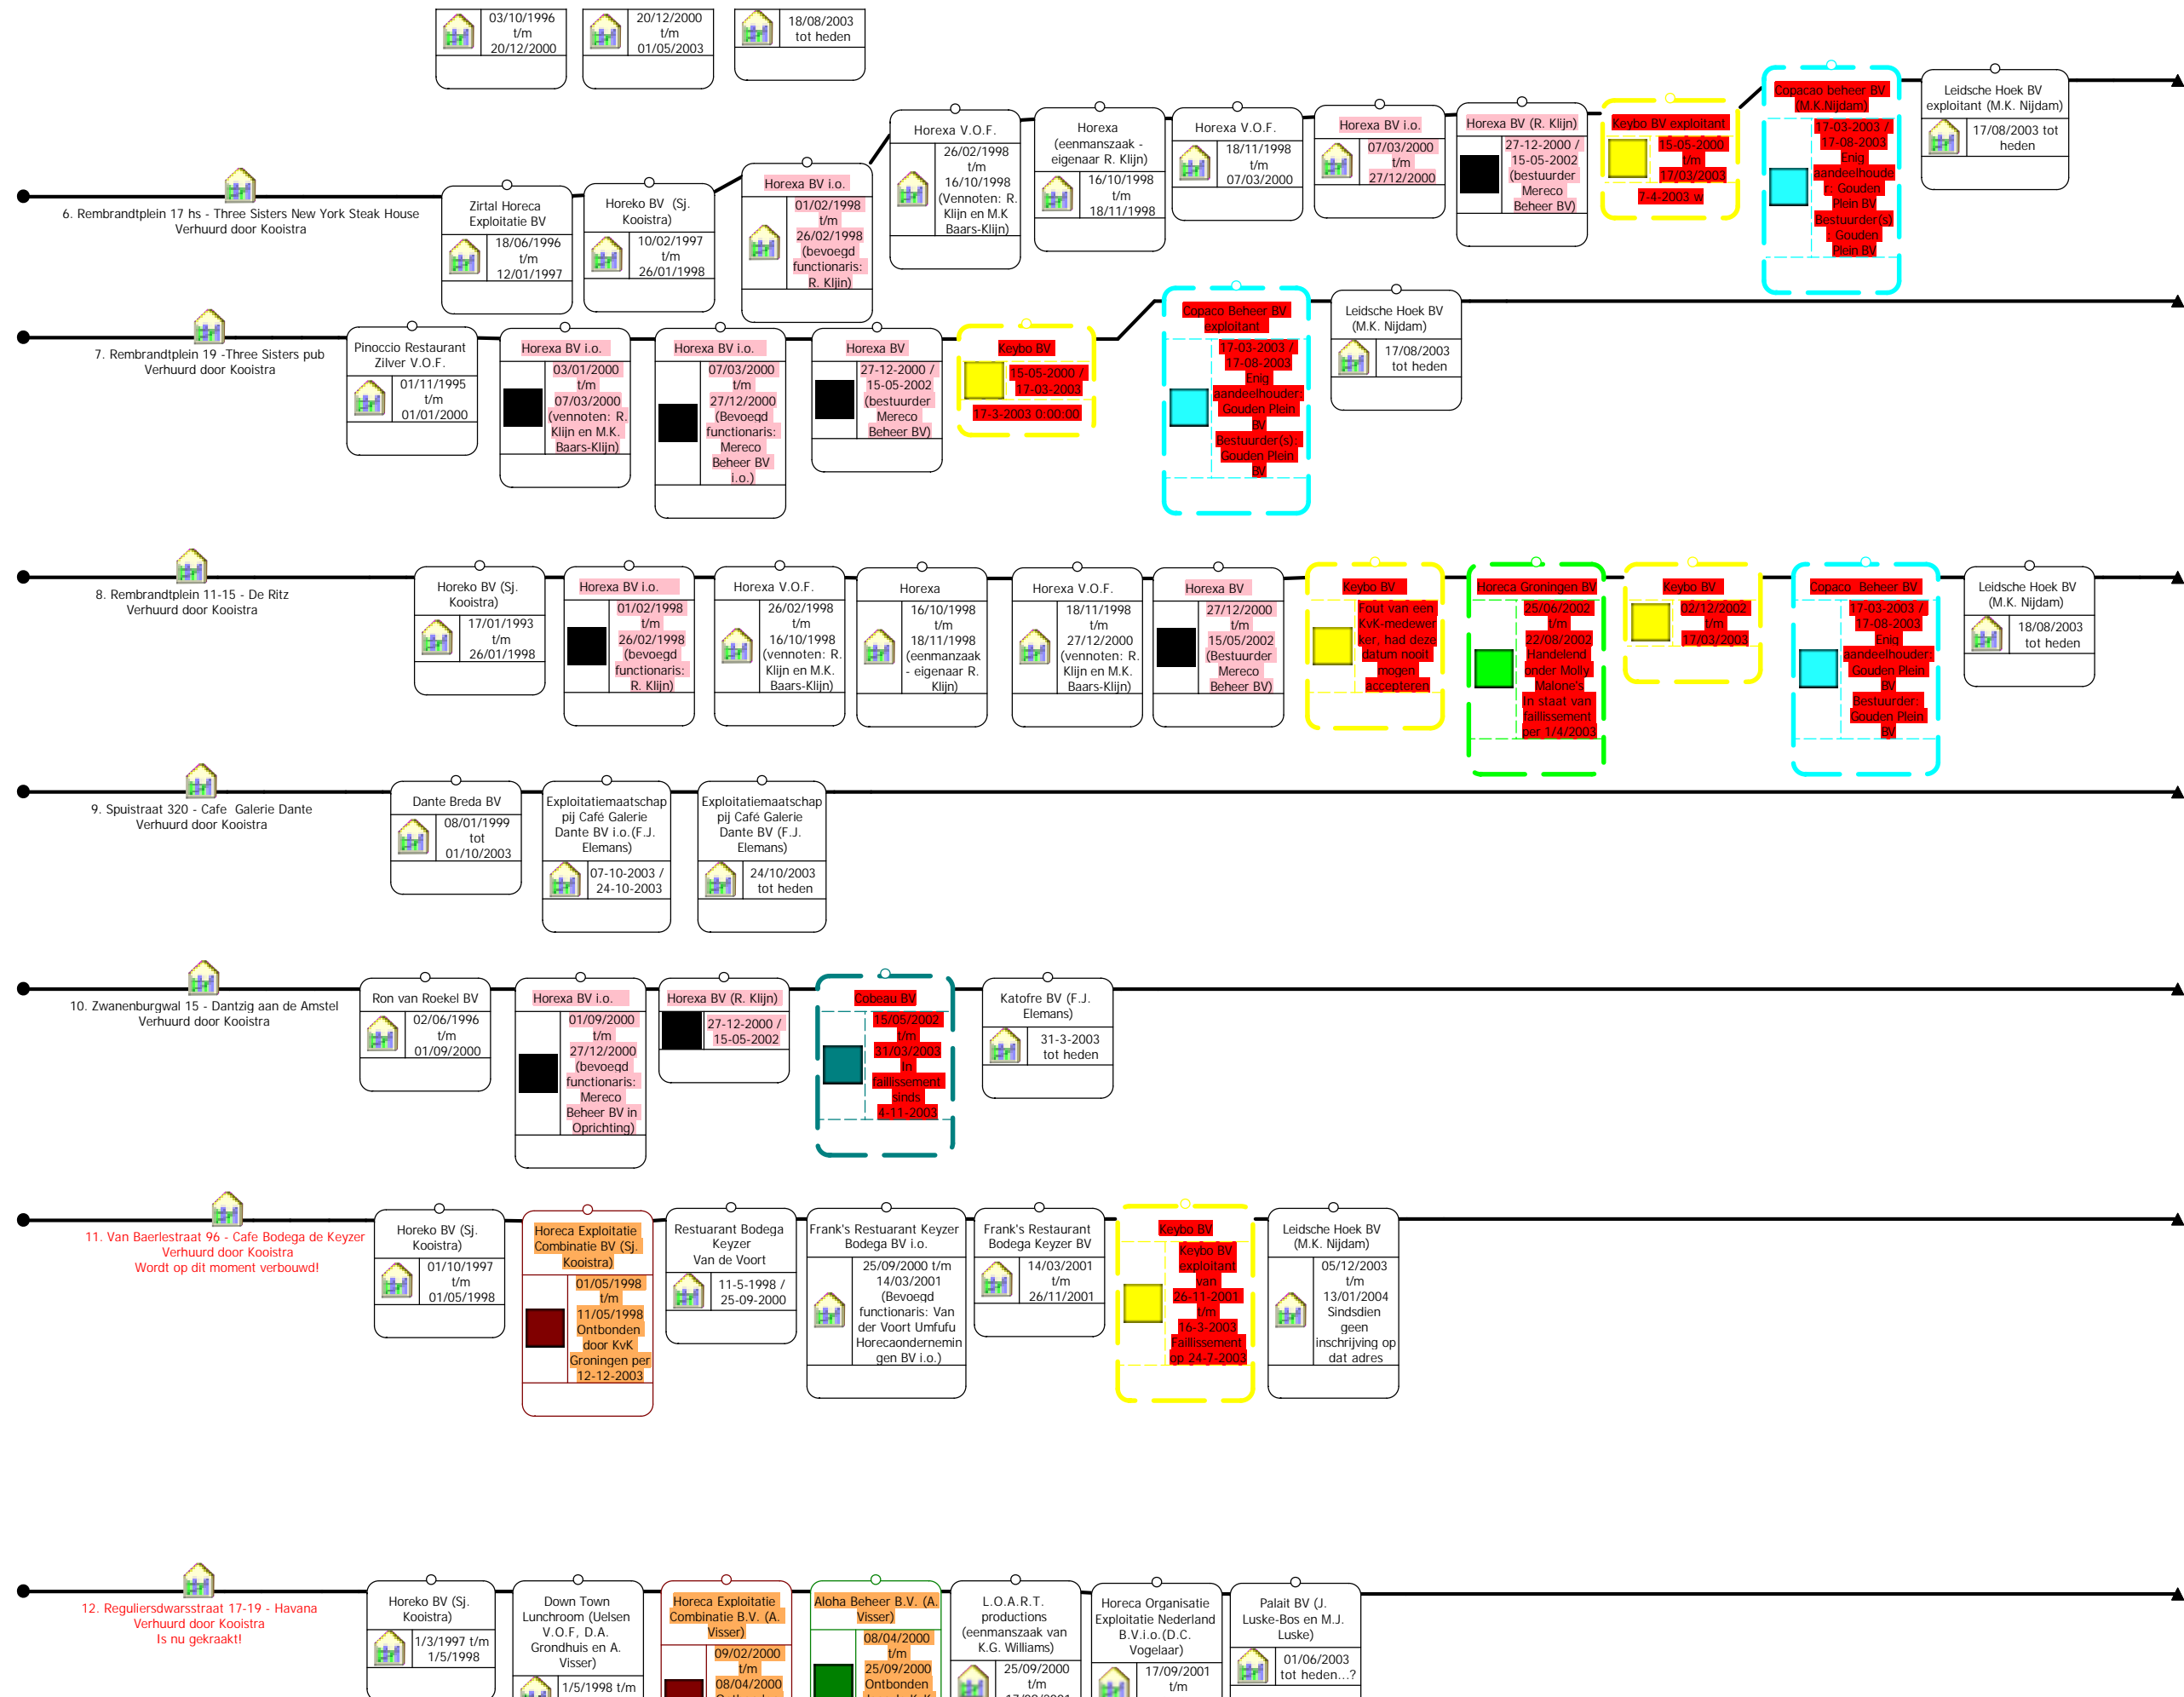 03/10/1996
t/m
20/12/2000
20/12/2000
t/m
01/05/2003
18/08/2003
tot heden
6. Rembrandtplein 17 hs - Three Sisters New York Steak House
Verhuurd door Kooistra
Zirtal Horeca
Exploitatie BV
18/06/1996
t/m
12/01/1997
Horeko BV (Sj.
Kooistra)
10/02/1997
t/m
26/01/1998
Horexa BV i.o.
01/02/1998
t/m
26/02/1998
(bevoegd
functionaris:
R. Kljin)
Horexa V.O.F.
26/02/1998
t/m
16/10/1998
(Vennoten: R.
Klijn en M.K
Baars-Klijn)
Horexa
(eenmanszaak -
eigenaar R. Klijn)
16/10/1998
t/m
18/11/1998
Horexa V.O.F.
18/11/1998
t/m
07/03/2000
Horexa BV i.o.
07/03/2000
t/m
27/12/2000
Horexa BV (R. Klijn)
27-12-2000 /
15-05-2002
(bestuurder
Mereco
Beheer BV)
Keybo BV exploitant
15-05-2000
t/m
17/03/2003
7-4-2003 w
Copacao beheer BV
(M.K.Nijdam)
17-03-2003 /
17-08-2003
Enig
aandeelhoude
r: Gouden
Plein BV
Bestuurder(s)
: Gouden
Plein BV
Leidsche Hoek BV
exploitant (M.K. Nijdam)
17/08/2003 tot
heden
7. Rembrandtplein 19 -Three Sisters pub
Verhuurd door Kooistra
Pinoccio Restaurant
Zilver V.O.F.
01/11/1995
t/m
01/01/2000
Horexa BV i.o.
03/01/2000
t/m
07/03/2000
(vennoten: R.
Klijn en M.K.
Baars-Klijn)
Horexa BV i.o.
07/03/2000
t/m
27/12/2000
(Bevoegd
functionaris:
Mereco
Beheer BV
i.o.)
Horexa BV
27-12-2000 /
15-05-2002
(bestuurder
Mereco
Beheer BV)
Keybo BV
15-05-2000 /
17-03-2003
17-3-2003 0:00:00
Copaco Beheer BV
exploitant
17-03-2003 /
17-08-2003
Enig
aandeelhouder:
Gouden Plein
BV
Bestuurder(s):
Gouden Plein
BV
Leidsche Hoek BV
(M.K. Nijdam)
17/08/2003
tot heden
8. Rembrandtplein 11-15 - De Ritz
Verhuurd door Kooistra
Horeko BV (Sj.
Kooistra)
17/01/1993
t/m
26/01/1998
Horexa BV i.o.
01/02/1998
t/m
26/02/1998
(bevoegd
functionaris:
R. Klijn)
Horexa V.O.F.
26/02/1998
t/m
16/10/1998
(vennoten: R.
Klijn en M.K.
Baars-Klijn)
Horexa
16/10/1998
t/m
18/11/1998
(eenmanzaak
- eigenaar R.
Klijn)
Horexa V.O.F.
18/11/1998
t/m
27/12/2000
(vennoten: R.
Klijn en M.K.
Baars-Klijn)
Horexa BV
27/12/2000
t/m
15/05/2002
(Bestuurder
Mereco
Beheer BV)
Keybo BV
Fout van een
KvK-medewer
ker, had deze
datum nooit
mogen
accepteren
Horeca Groningen BV
25/06/2002
t/m
22/08/2002
Handelend
onder Molly
Malone's
In staat van
faillissement
per 1/4/2003
Keybo BV
02/12/2002
t/m
17/03/2003
Copaco  Beheer BV
17-03-2003 /
17-08-2003
Enig
aandeelhouder:
Gouden Plein
BV
Bestuurder:
Gouden Plein
BV
Leidsche Hoek BV
(M.K. Nijdam)
18/08/2003
tot heden
9. Spuistraat 320 - Cafe  Galerie Dante
Verhuurd door Kooistra
Dante Breda BV
08/01/1999
tot
01/10/2003
Exploitatiemaatschap
pij Café Galerie
Dante BV i.o.(F.J.
Elemans)
07-10-2003 /
24-10-2003
Exploitatiemaatschap
pij Café Galerie
Dante BV (F.J.
Elemans)
24/10/2003
tot heden
10. Zwanenburgwal 15 - Dantzig aan de Amstel
Verhuurd door Kooistra
Ron van Roekel BV
02/06/1996
t/m
01/09/2000
Horexa BV i.o.
01/09/2000
t/m
27/12/2000
(bevoegd
functionaris:
Mereco
Beheer BV in
Oprichting)
Horexa BV (R. Klijn)
27-12-2000 /
15-05-2002
Cobeau BV
15/05/2002
t/m
31/03/2003
In
faillissement
sinds
4-11-2003
Katofre BV (F.J.
Elemans)
31-3-2003
tot heden
11. Van Baerlestraat 96 - Cafe Bodega de Keyzer
Verhuurd door Kooistra
Wordt op dit moment verbouwd!
Horeko BV (Sj.
Kooistra)
01/10/1997
t/m
01/05/1998
Horeca Exploitatie
Combinatie BV (Sj.
Kooistra)
01/05/1998
t/m
11/05/1998
Ontbonden
door KvK
Groningen per
12-12-2003
Restuarant Bodega
Keyzer
Van de Voort
11-5-1998 /
25-09-2000
Frank's Restuarant Keyzer
Bodega BV i.o.
25/09/2000 t/m
14/03/2001
(Bevoegd
functionaris: Van
der Voort Umfufu
Horecaondernemin
gen BV i.o.)
Frank's Restaurant
Bodega Keyzer BV
14/03/2001
t/m
26/11/2001
Keybo BV
Keybo BV
exploitant
van
26-11-2001
t/m
16-3-2003
Faillissement
op 24-7-2003
Leidsche Hoek BV
(M.K. Nijdam)
05/12/2003
t/m
13/01/2004
Sindsdien
geen
inschrijving op
dat adres
12. Reguliersdwarsstraat 17-19 - Havana
Verhuurd door Kooistra
Is nu gekraakt!
Horeko BV (Sj.
Kooistra)
1/3/1997 t/m
1/5/1998
Down Town
Lunchroom (Uelsen
V.O.F, D.A.
Grondhuis en A.
Visser)
1/5/1998 t/m
Horeca Exploitatie
Combinatie B.V. (A.
Visser)
09/02/2000
t/m
08/04/2000
Aloha Beheer B.V. (A.
Visser)
08/04/2000
t/m
25/09/2000
Ontbonden
L.O.A.R.T.
productions
(eenmanszaak van
K.G. Williams)
25/09/2000
t/m
Horeca Organisatie
Exploitatie Nederland
B.V.i.o.(D.C.
Vogelaar)
17/09/2001
t/m
Palait BV (J.
Luske-Bos en M.J.
Luske)
01/06/2003
tot heden...?